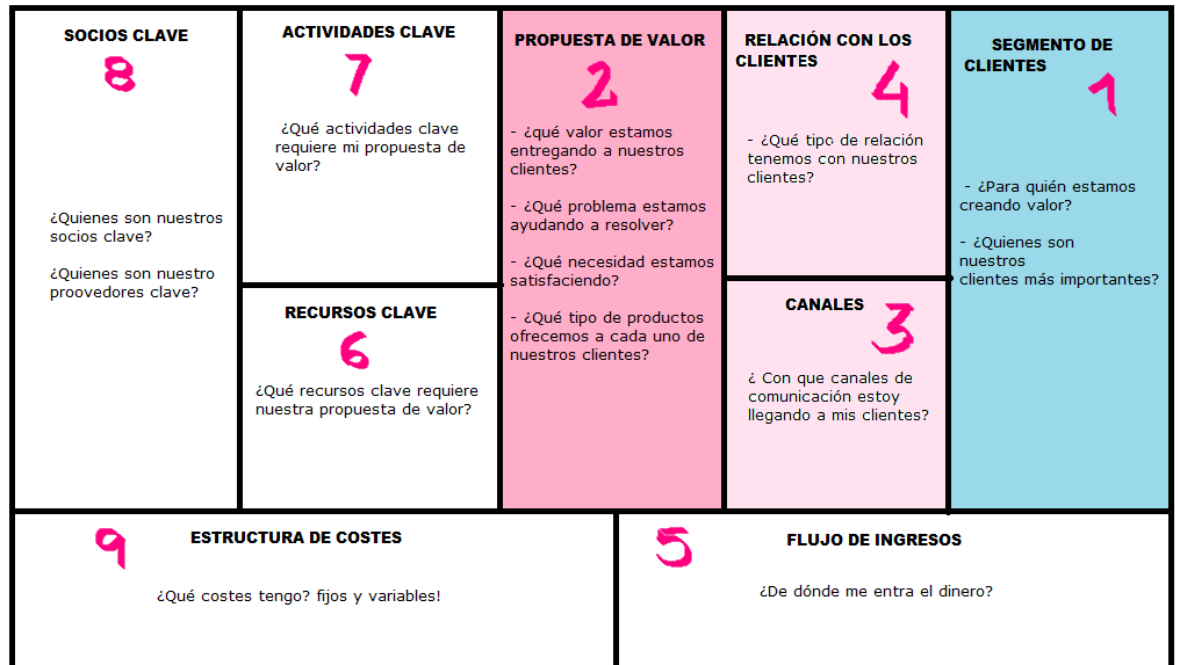 SOCIOS CLAVE
8
¿Quienes son nuestros
socios clave?
¿Quienes son nuestro
proovedores clave?
ACTIVIDADES CLAVE
7
¿Qué actividades clave
requiere mi propuesta de
valor?
RECURSOS CLAVE
6
¿Qué recursos clave requiere
nuestra propuesta de valor?
PROPUESTA DE VALOR
2
- ¿qué valor estamos
entregando a nuestros
clientes?
- ¿Qué problema estamos
ayudando a resolver?
- ¿Qué necesidad estamos
satisfaciendo?
- ¿Qué tipo de productos
ofrecemos a cada uno de
nuestros clientes?
RELACIÓN CON LOS
CLIENTES
4
- ¿Qué tipo de relación
tenemos con nuestros
clientes?
CANALES
3
¿ Con que canales de
comunicación estoy
llegando a mis clientes?
SEGMENTO DE
CLIENTES
1
- ¿Para quién estamos
creando valor?
- ¿Quienes son
nuestros
clientes más importantes?
9
ESTRUCTURA DE COSTES
¿Qué costes tengo? fijos y variables!
5
FLUJO DE INGRESOS
¿De dónde me entra el dinero?